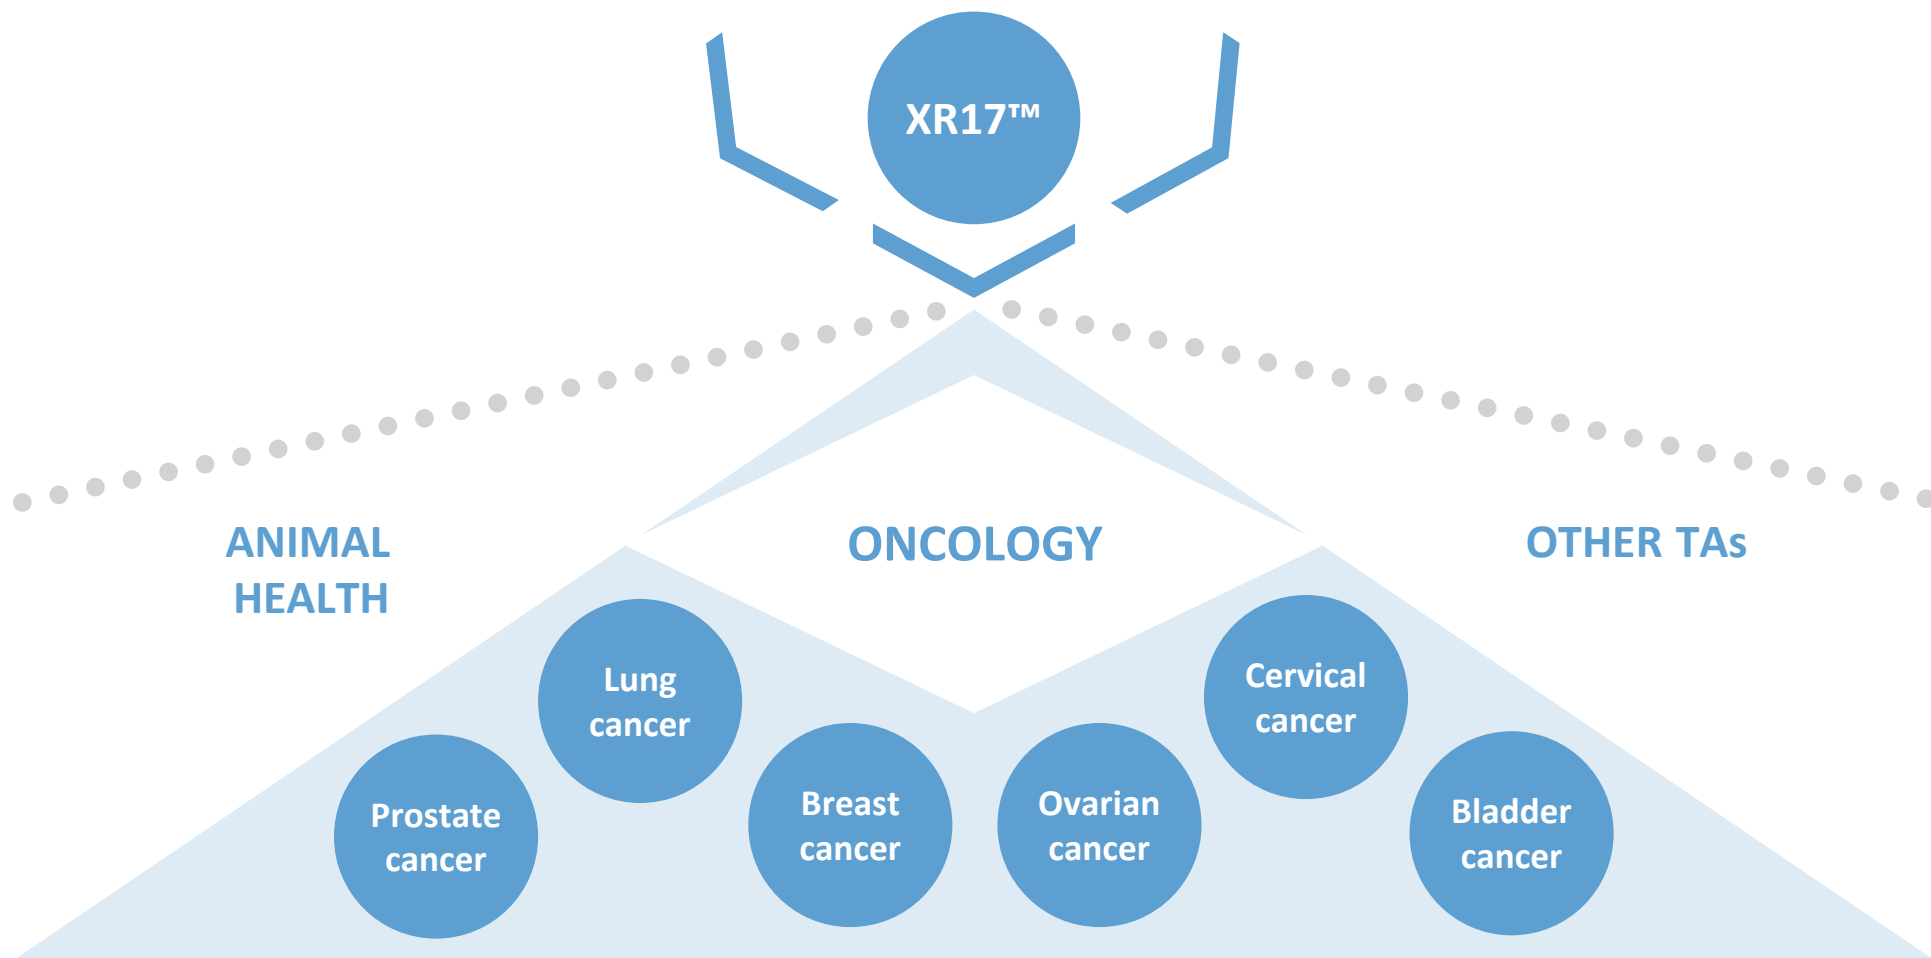 XR17™
ANIMAL
HEALTH
ONCOLOGY
OTHER TAs
Lung
cancer
Cervical
cancer
Prostate
cancer
Breast
cancer
Ovarian
cancer
Bladder
cancer